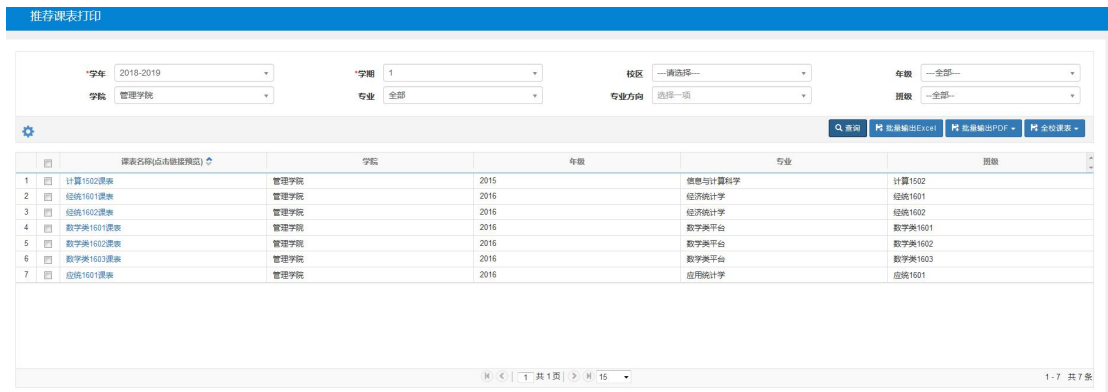 推荐课表打印
*学年 2018-2019 *学期 1 校区 ---请选择--- 年级 ---全部---
学院 管理学院 专业 全部 专业方向 选择一项 班级 --全部--
查询 批量输出Excel 批量输出PDF 全校课表
课表名称(点击链接预览) 学院 年级 专业 班级
1 计算1502课表 管理学院 2015 信息与计算科学 计算1502
2 经统1601课表 管理学院 2016 经济统计学 经统1601
3 经统1602课表 管理学院 2016 经济统计学 经统1602
4 数学类1601课表 管理学院 2016 数学类平台 数学类1601
5 数学类1602课表 管理学院 2016 数学类平台 数学类1602
6 数学类1603课表 管理学院 2016 数学类平台 数学类1603
7 应统1601课表 管理学院 2016 应用统计学 应统1601
1 共1页 15 1 - 7 共7条